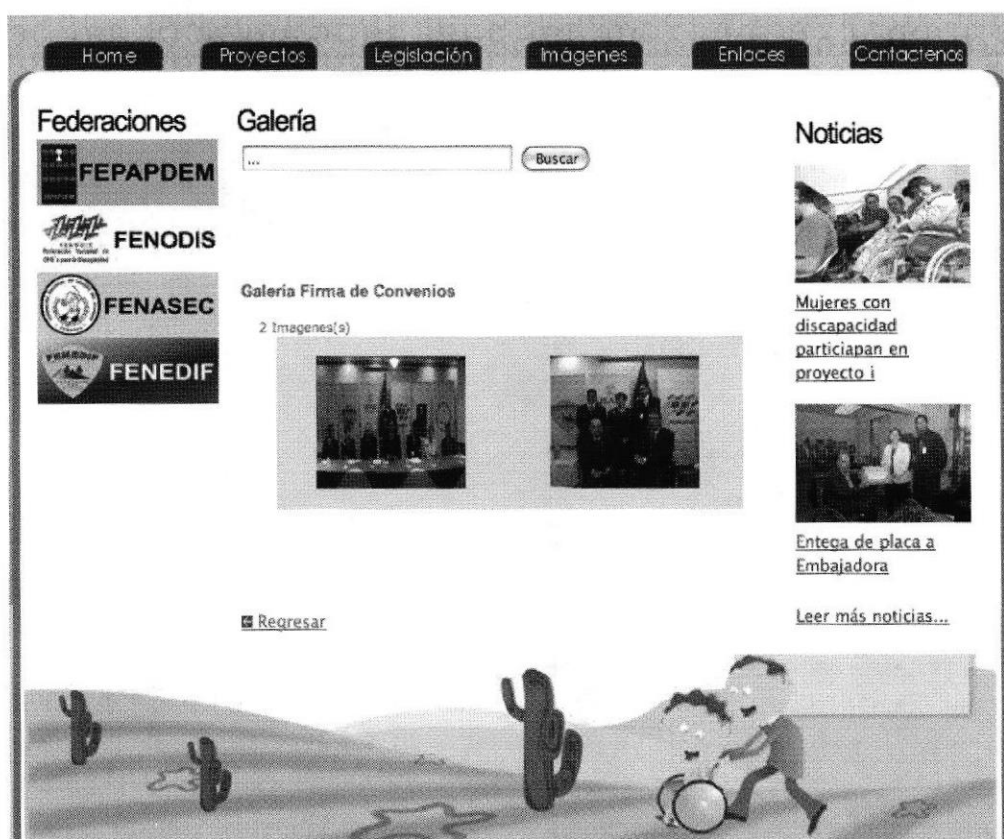 Home Proyectos Legislación Imágenes Enlaces Contactenos
Federaciones
FEPAPDEM
FENODIS
FENASEC
FENEDIF
Galería
... Buscar
Galería Firma de Convenios
2 Imagenes(s)
Regresar
Noticias
Mujeres con
discapacidad
particiapan en
proyecto i
Entega de placa a
Embajadora
Leer más noticias...